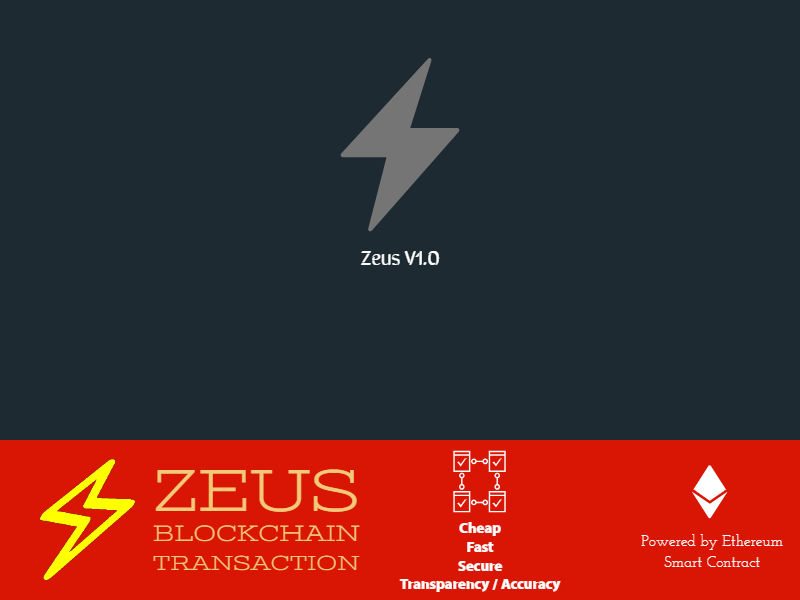 Zeus V1.0
ZEUS
BLOCKCHAIN
TRANSACTION
Cheap
Fast
Secure
Transparency / Accuracy
Powered by Ethereum
Smart Contract